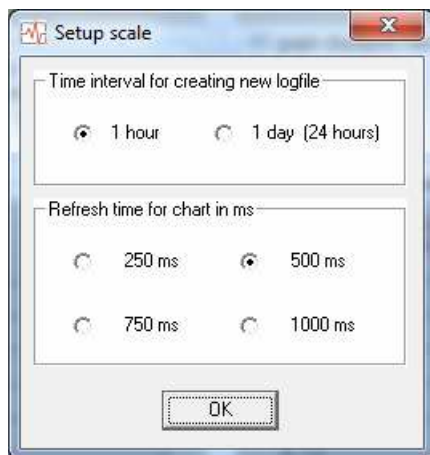 Setup scale
Time interval for creating new logfile
1 hour 1 day (24 hours)
Refresh time for chart in ms
250 ms 500 ms
750 ms 1000 ms
OK